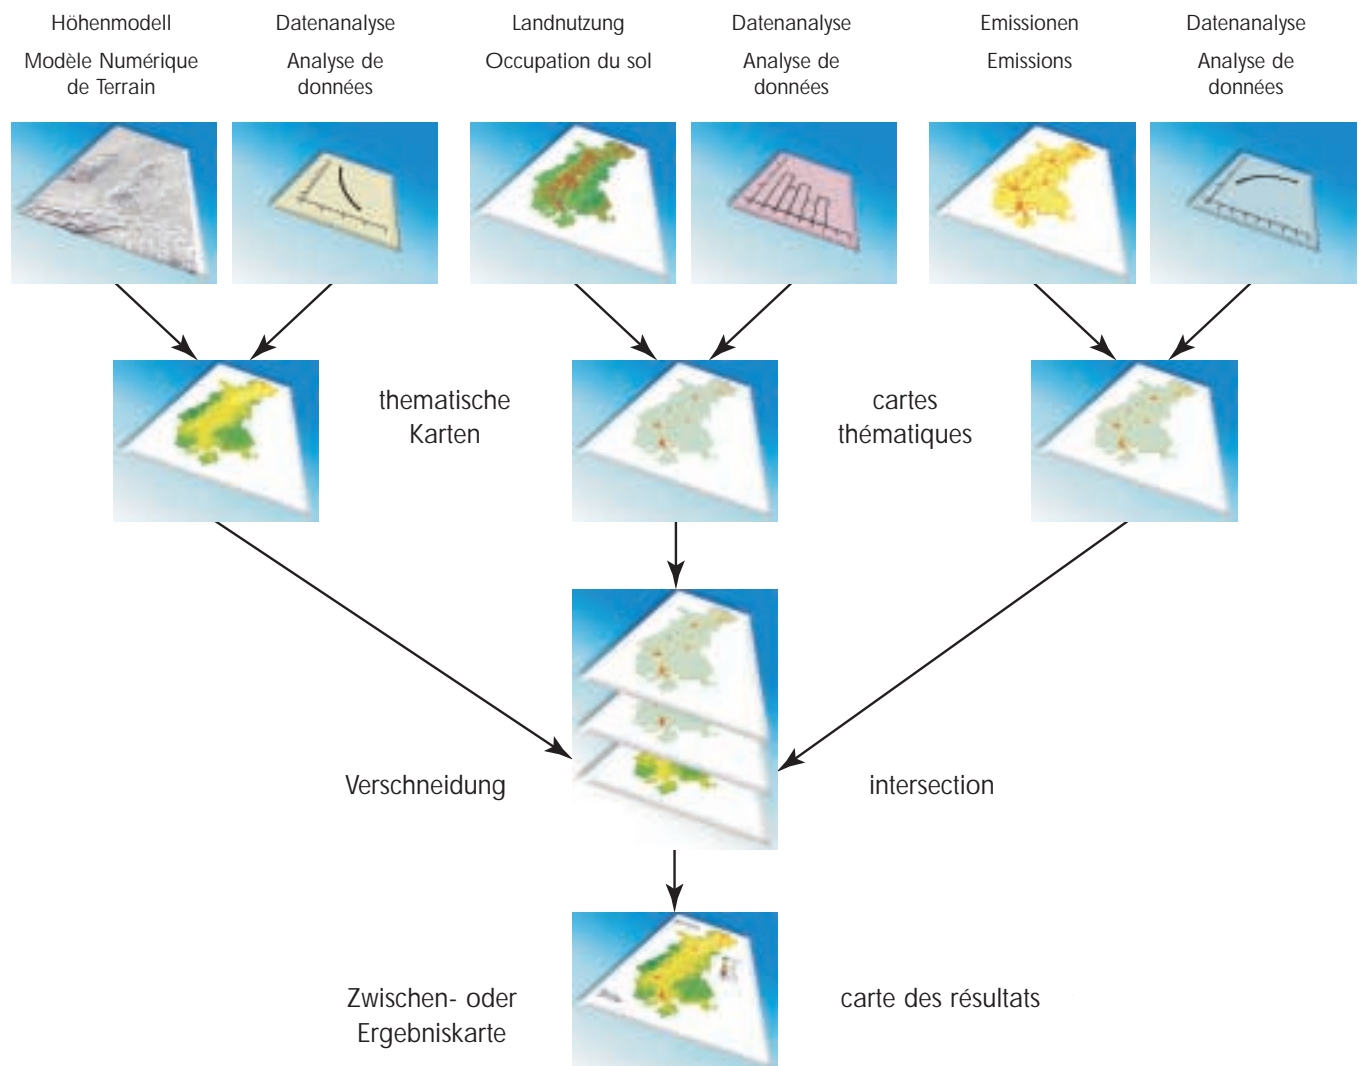 Höhenmodell
Modèle Numérique
de Terrain
Datenanalyse
Analyse de
données
Landnutzung
Occupation du sol
Datenanalyse
Analyse de
données
Emissionen
Emissions
Datenanalyse
Analyse de
données
thematische
Karten
cartes
thématiques
Verschneidung
intersection
Zwischen- oder
Ergebniskarte
carte des résultats